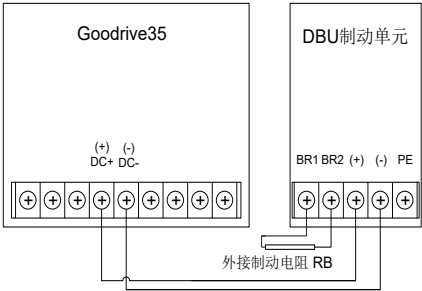 Goodrive35
DBU制动单元
(+) (-)
DC+ DC-
BR1 BR2 (+) (-) PE
外接制动电阻 RB